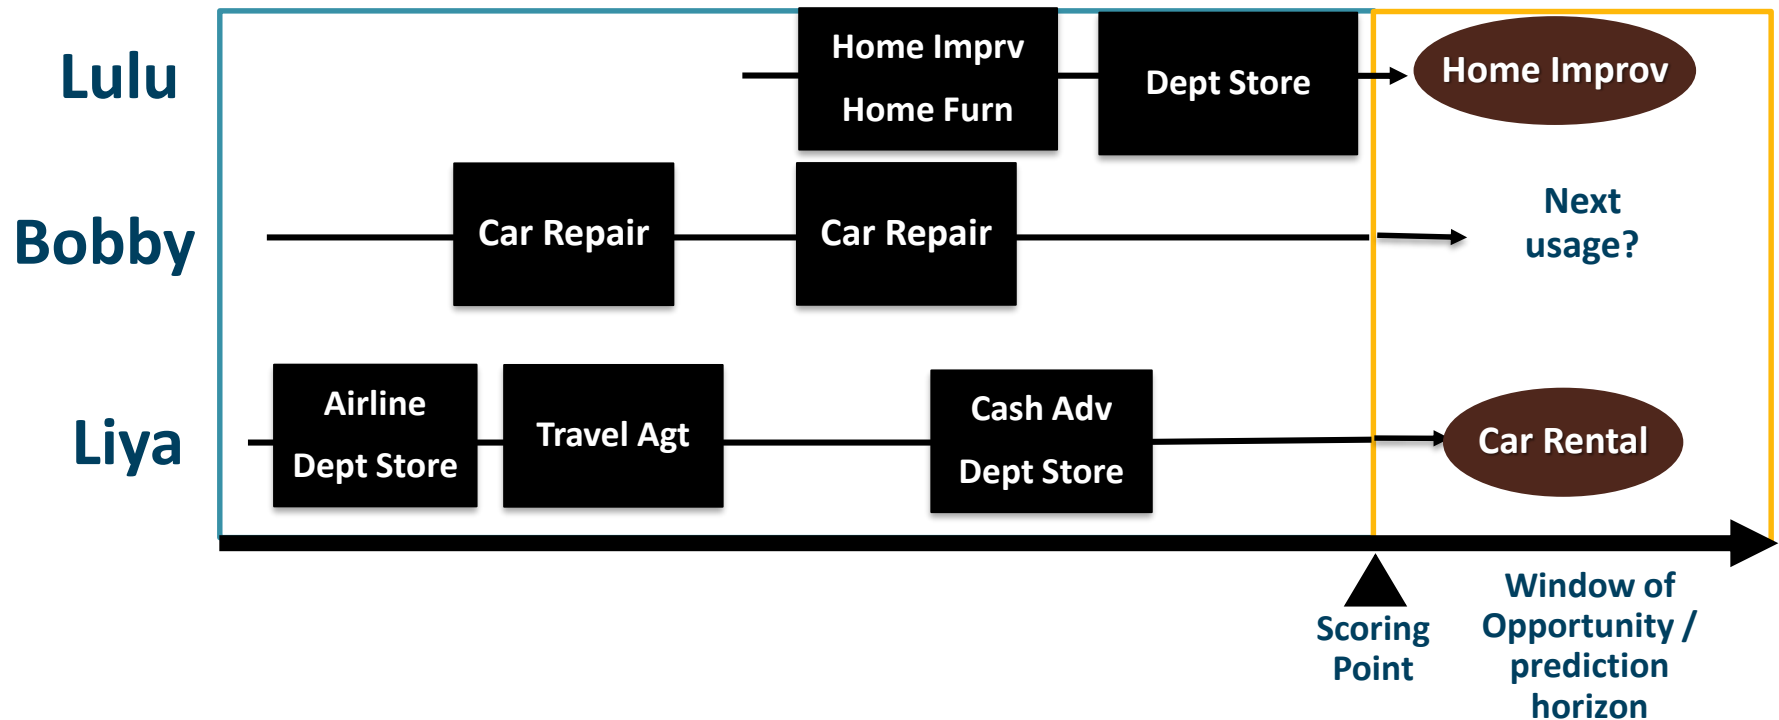 Lulu
Home Imprv
Home Furn
Dept Store
Home Improv
Bobby
Car Repair
Car Repair
Next
usage?
Liya
Airline
Dept Store
Travel Agt
Cash Adv
Dept Store
Car Rental
Scoring
Point
Window of
Opportunity /
prediction
horizon